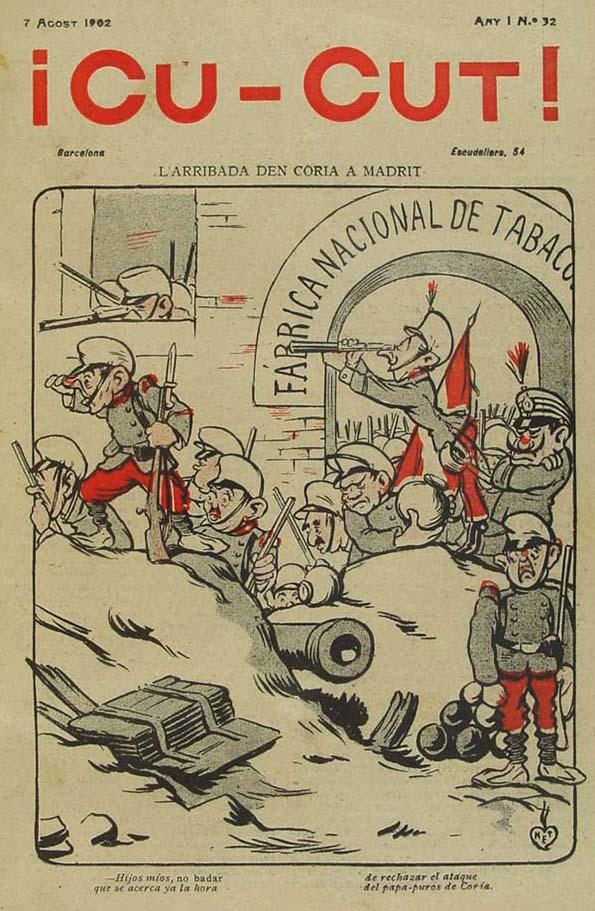 7 AGOST 1902
ANY I N.º 32
¡CU-CUT!
Barcelona
Escudellers, 54
L'ARRIBADA DEN CORIA A MADRIT
FÁBRICA NACIONAL DE TABACO
—Hijos míos, no badar
que se acerca ya la hora
de rechazar el ataque
del papa-puros de Coria.
NET